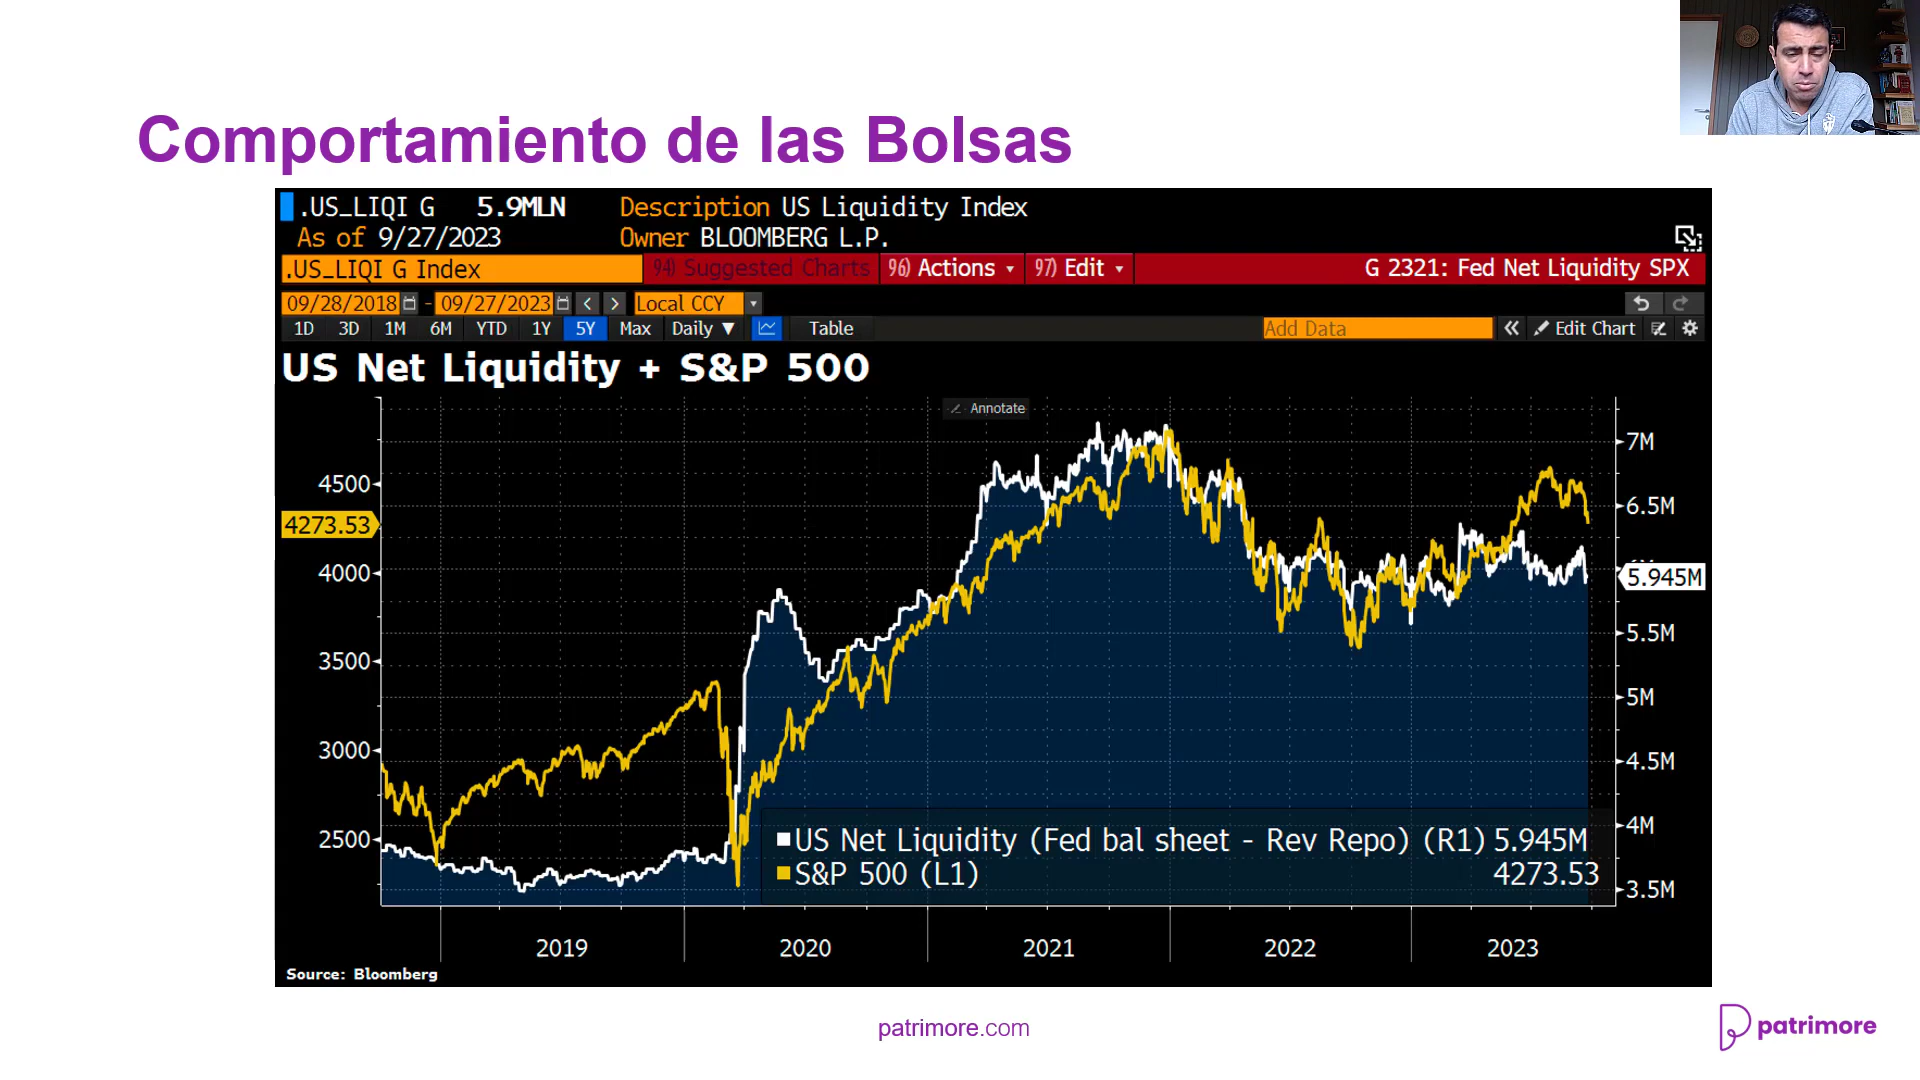 Comportamiento de las Bolsas
.US_LIQI G 5.9MLN Description US Liquidity Index
As of 9/27/2023 Owner BLOOMBERG L.P.
.US_LIQI G Index 94) Suggested Charts 96) Actions 97) Edit G 2321: Fed Net Liquidity SPX
09/28/2018 - 09/27/2023 Local CCY
1D 3D 1M 6M YTD 1Y 5Y Max Daily Table Add Data Edit Chart
US Net Liquidity + S&P 500
Annotate
4500
4273.53
4000
3500
3000
2500
7M
6.5M
5.945M
5.5M
5M
4.5M
4M
3.5M
US Net Liquidity (Fed bal sheet - Rev Repo) (R1) 5.945M
S&P 500 (L1) 4273.53
2019 2020 2021 2022 2023
Source: Bloomberg
patrimore.com
patrimore